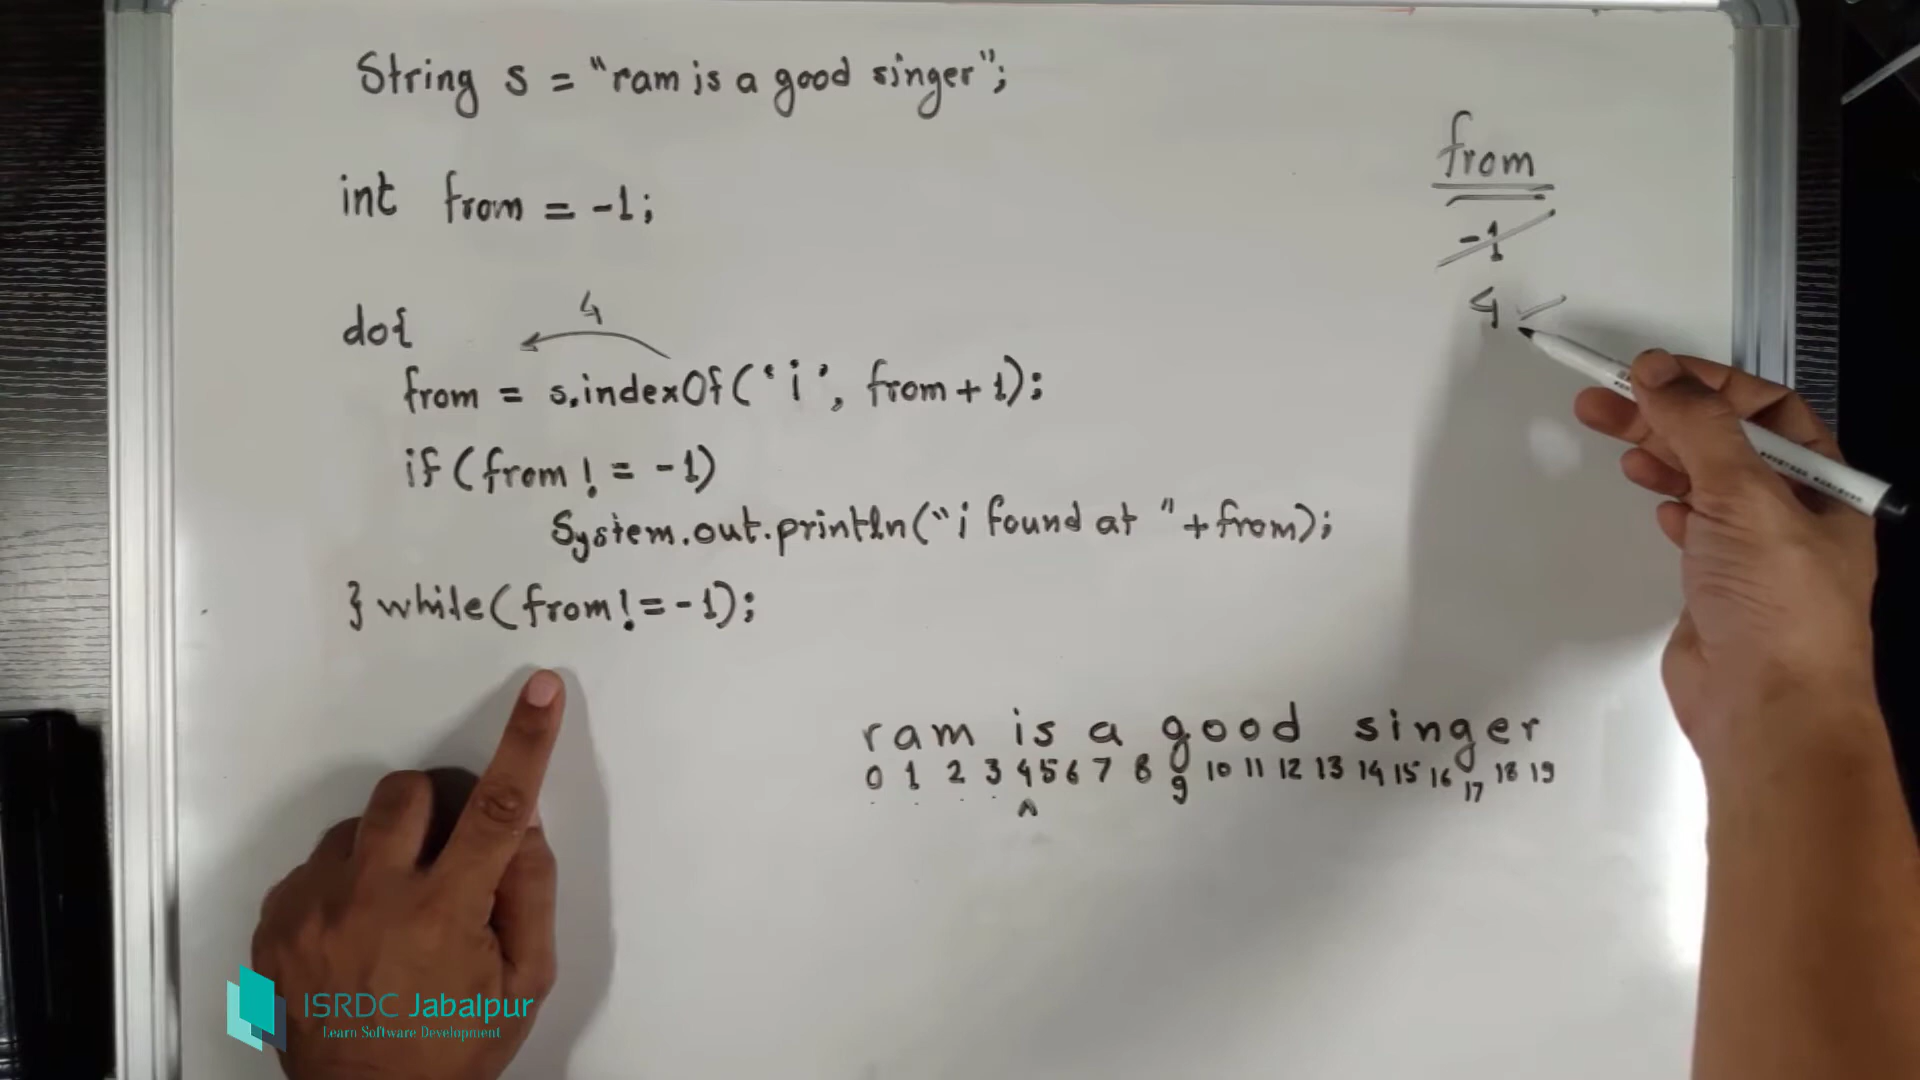 String s = "ram is a good singer";
from
int from = -1;
-1
4
do{
4
from = s.indexOf('i', from + 1);
if (from != -1)
System.out.println("i found at " + from);
} while (from != -1);
ram is a good singer
0 1 2 3 4 5 6 7 8 9 10 11 12 13 14 15 16 17 18 19
ISRDC Jabalpur
Learn Software Development